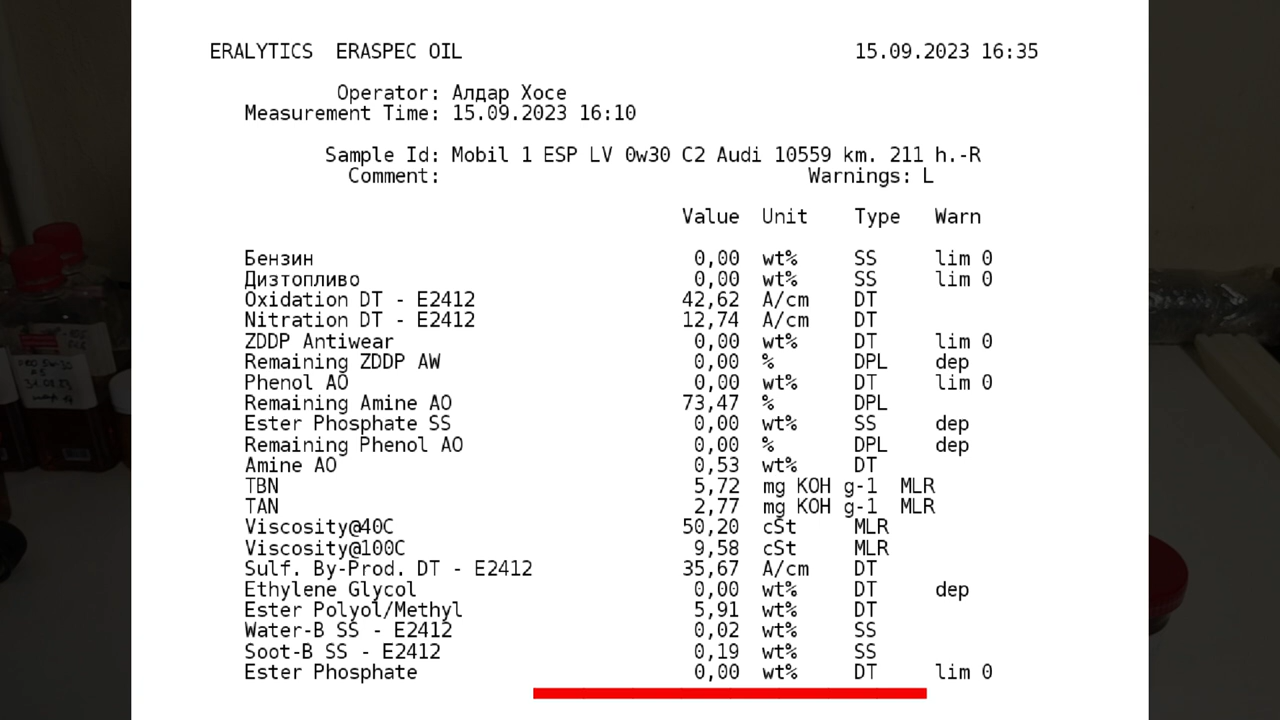 ERALYTICS ERASPEC OIL 15.09.2023 16:35
Operator: Алдар Хосе
Measurement Time: 15.09.2023 16:10
Sample Id: Mobil 1 ESP LV 0w30 C2 Audi 10559 km. 211 h.-R
Comment: Warnings: L
Value Unit Type Warn
Бензин 0,00 wt% SS lim 0
Дизтопливо 0,00 wt% SS lim 0
Oxidation DT - E2412 42,62 A/cm DT
Nitration DT - E2412 12,74 A/cm DT
ZDDP Antiwear 0,00 wt% DT lim 0
Remaining ZDDP AW 0,00 % DPL dep
Phenol AO 0,00 wt% DT lim 0
Remaining Amine AO 73,47 % DPL
Ester Phosphate SS 0,00 wt% SS dep
Remaining Phenol AO 0,00 % DPL dep
Amine AO 0,53 wt% DT
TBN 5,72 mg KOH g-1 MLR
TAN 2,77 mg KOH g-1 MLR
Viscosity@40C 50,20 cSt MLR
Viscosity@100C 9,58 cSt MLR
Sulf. By-Prod. DT - E2412 35,67 A/cm DT
Ethylene Glycol 0,00 wt% DT dep
Ester Polyol/Methyl 5,91 wt% DT
Water-B SS - E2412 0,02 wt% SS
Soot-B SS - E2412 0,19 wt% SS
Ester Phosphate 0,00 wt% DT lim 0